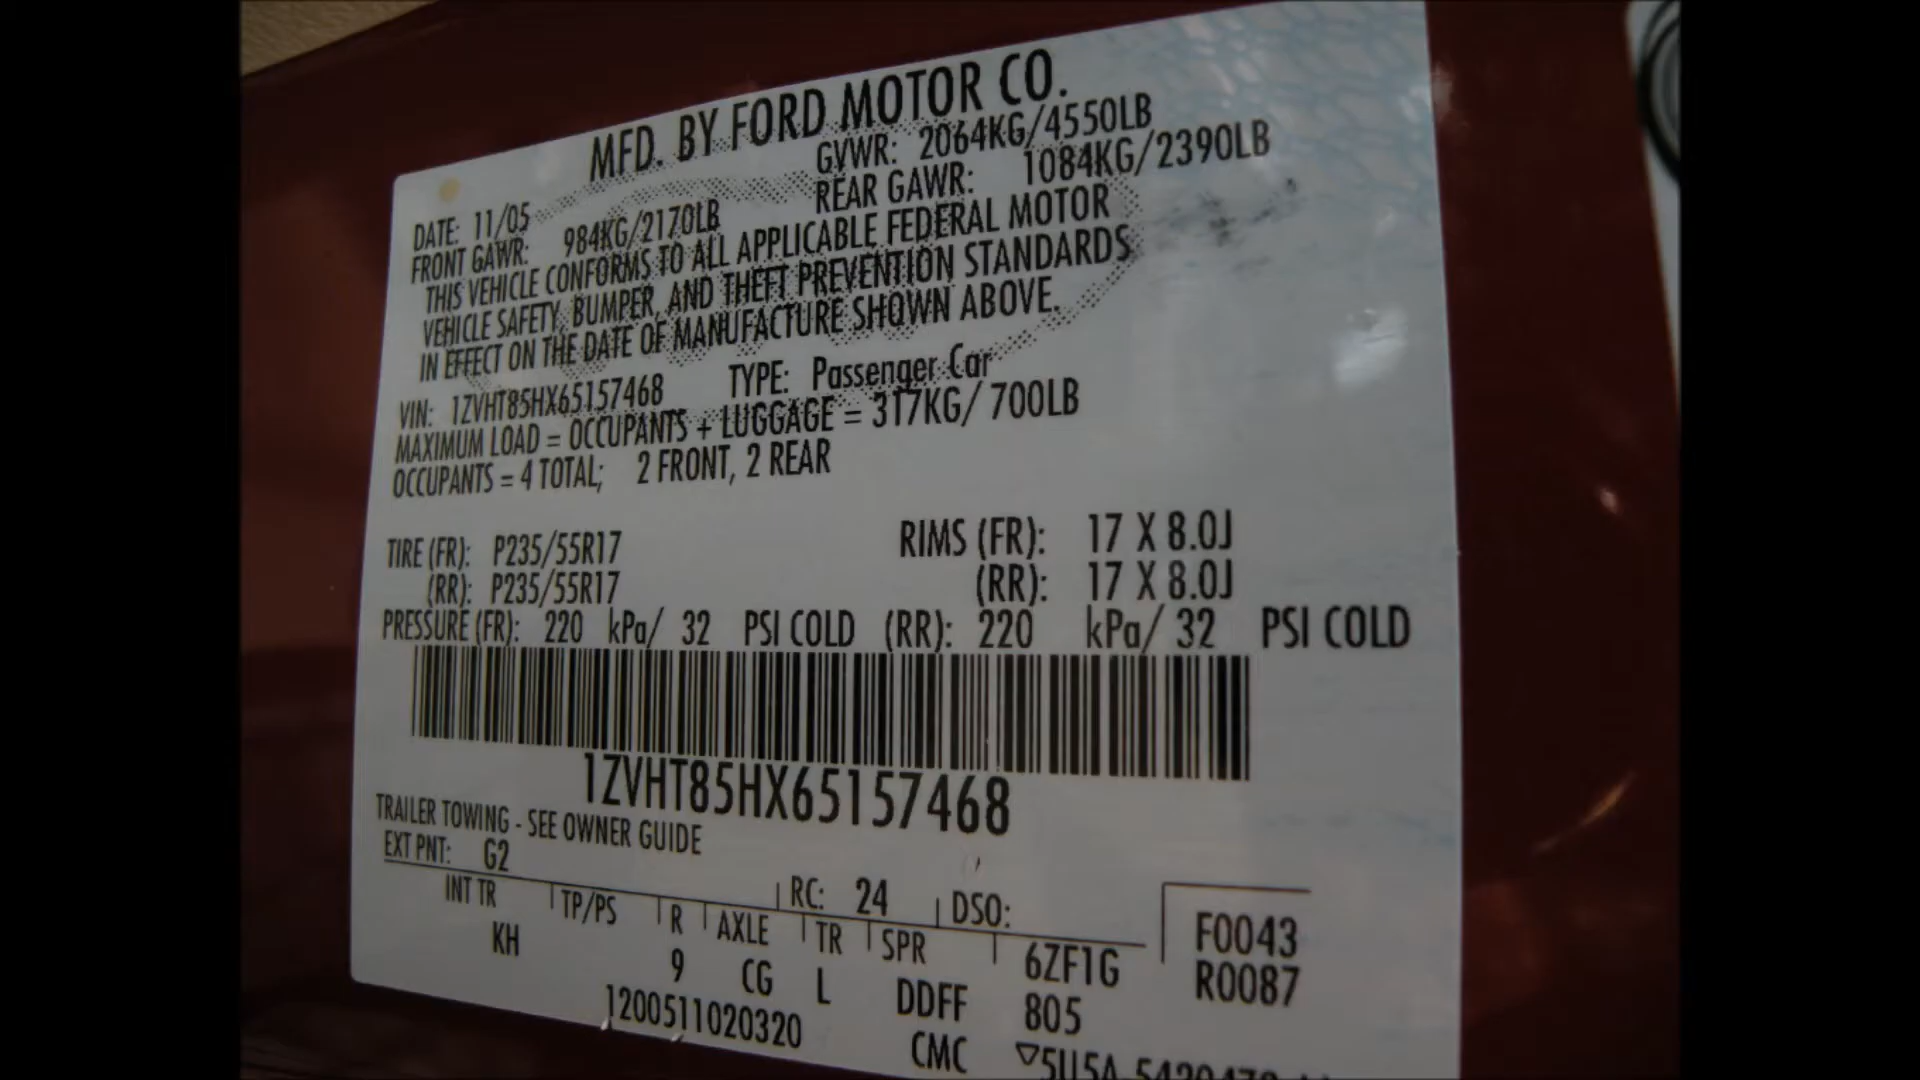 MFD. BY FORD MOTOR CO.
DATE: 11/05 GVWR: 2064KG/4550LB
FRONT GAWR: 984KG/2170LB REAR GAWR: 1084KG/2390LB
THIS VEHICLE CONFORMS TO ALL APPLICABLE FEDERAL MOTOR
VEHICLE SAFETY, BUMPER, AND THEFT PREVENTION STANDARDS
IN EFFECT ON THE DATE OF MANUFACTURE SHOWN ABOVE.
VIN: 1ZVHT85HX65157468 TYPE: Passenger Car
MAXIMUM LOAD = OCCUPANTS + LUGGAGE = 317KG/ 700LB
OCCUPANTS = 4 TOTAL; 2 FRONT, 2 REAR
TIRE (FR): P235/55R17 RIMS (FR): 17 X 8.0J
(RR): P235/55R17 (RR): 17 X 8.0J
PRESSURE (FR): 220 kPa/ 32 PSI COLD (RR): 220 kPa/ 32 PSI COLD
1ZVHT85HX65157468
TRAILER TOWING - SEE OWNER GUIDE
EXT PNT: G2 RC: 24 DSO: F0043
INT TR TP/PS R AXLE TR SPR 6ZF1G R0087
KH 9 CG L DDFF 805
1200511020320 CMC ▽5U5A